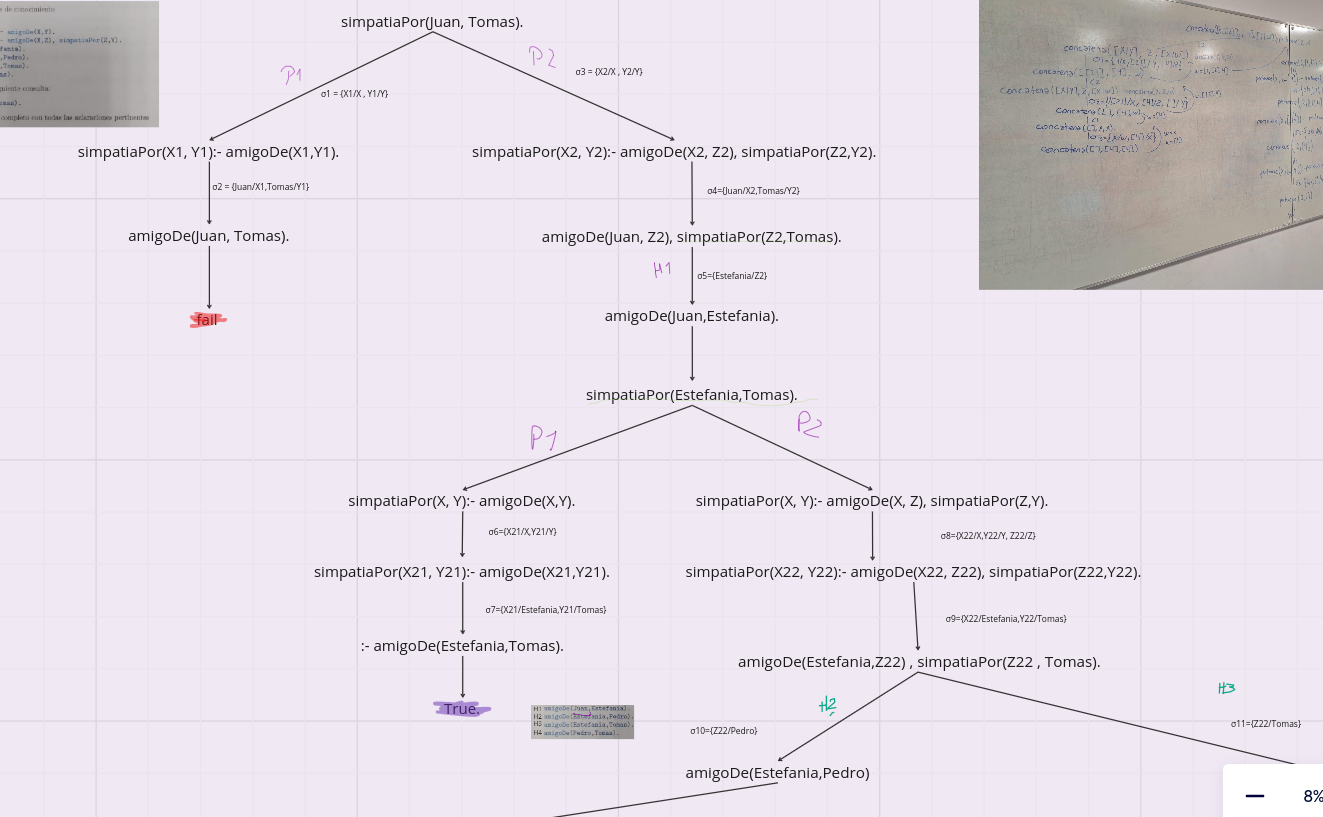 e de conocimiento
- amigoDe(X,Y).
- amigoDe(X,Z), simpatiaPor(Z,Y).
efania).
,Pedro).
,Tomas).
as).
guiente consulta:
omas).
completo con todas las aclaraciones pertinentes
simpatiaPor(Juan, Tomas).
P1
P2
σ1 = {X1/X , Y1/Y}
σ3 = {X2/X , Y2/Y}
simpatiaPor(X1, Y1):- amigoDe(X1,Y1).
simpatiaPor(X2, Y2):- amigoDe(X2, Z2), simpatiaPor(Z2,Y2).
σ2 = {Juan/X1,Tomas/Y1}
σ4={Juan/X2,Tomas/Y2}
amigoDe(Juan, Tomas).
amigoDe(Juan, Z2), simpatiaPor(Z2,Tomas).
H1
σ5={Estefania/Z2}
fail
amigoDe(Juan,Estefania).
simpatiaPor(Estefania,Tomas).
P1
P2
simpatiaPor(X, Y):- amigoDe(X,Y).
simpatiaPor(X, Y):- amigoDe(X, Z), simpatiaPor(Z,Y).
σ6={X21/X,Y21/Y}
σ8={X22/X,Y22/Y, Z22/Z}
simpatiaPor(X21, Y21):- amigoDe(X21,Y21).
simpatiaPor(X22, Y22):- amigoDe(X22, Z22), simpatiaPor(Z22,Y22).
σ7={X21/Estefania,Y21/Tomas}
σ9={X22/Estefania,Y22/Tomas}
:- amigoDe(Estefania,Tomas).
amigoDe(Estefania,Z22) , simpatiaPor(Z22 , Tomas).
True.
H2
H3
H1 amigoDe(Juan,Estefania).
H2 amigoDe(Estefania,Pedro).
H3 amigoDe(Estefania,Tomas).
H4 amigoDe(Pedro,Tomas).
σ10={Z22/Pedro}
σ11={Z22/Tomas}
amigoDe(Estefania,Pedro)
8%